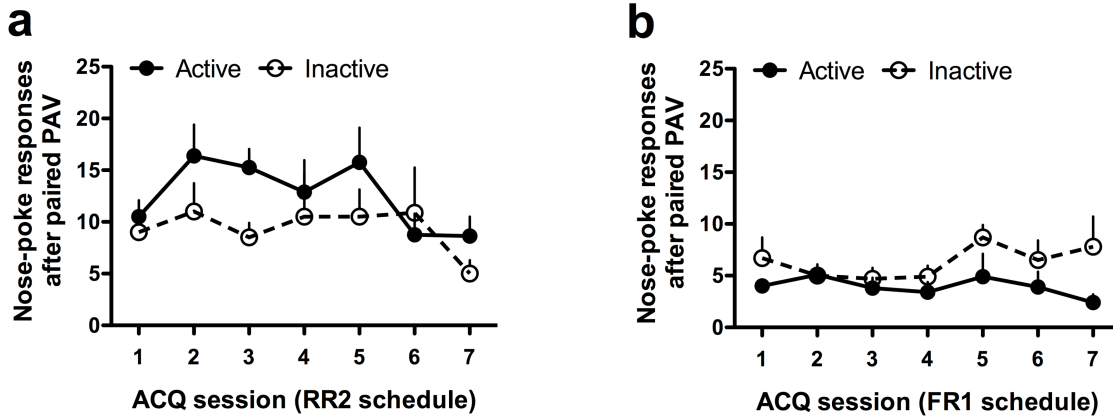 a
Active Inactive
Nose-poke responses
after paired PAV
25
20
15
10
5
0
1 2 3 4 5 6 7
ACQ session (RR2 schedule)
b
Active Inactive
Nose-poke responses
after paired PAV
25
20
15
10
5
0
1 2 3 4 5 6 7
ACQ session (FR1 schedule)